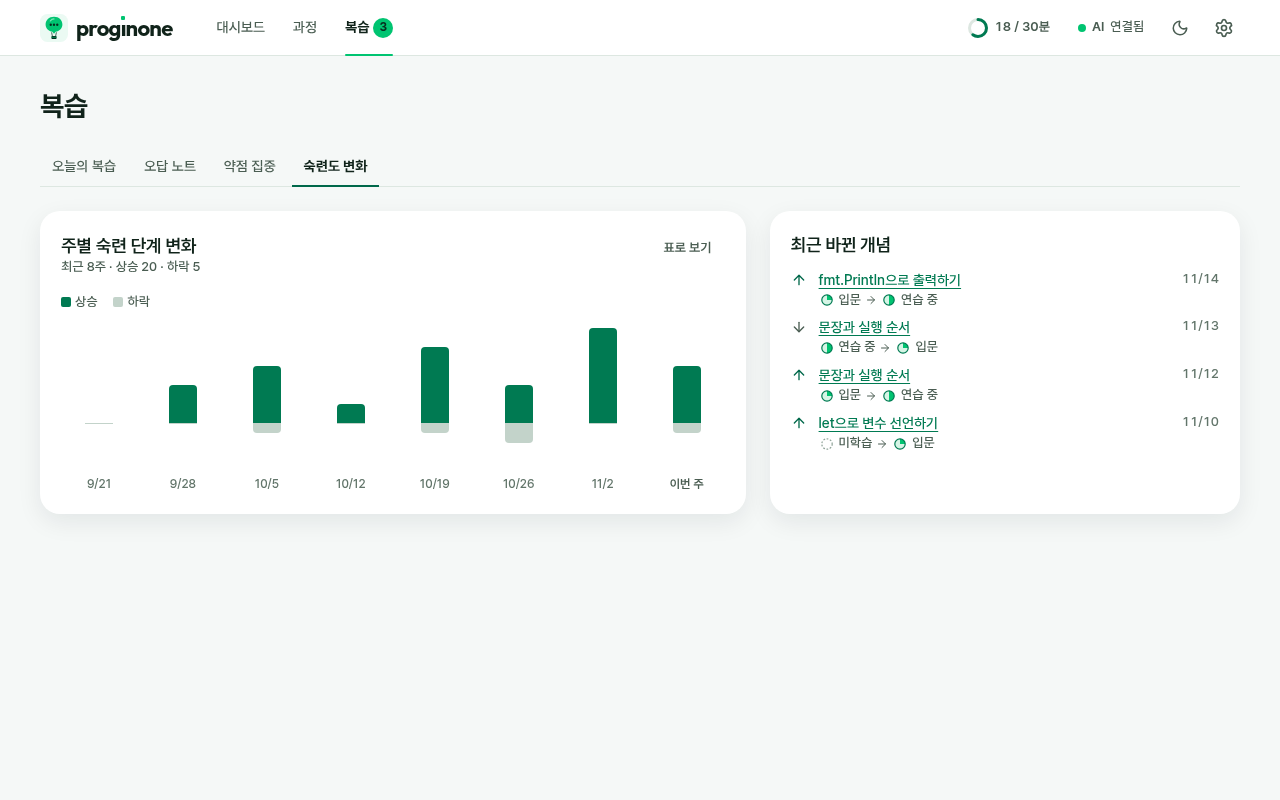 proginone
대시보드
과정
복습 3
18 / 30분
AI 연결됨
복습
오늘의 복습
오답 노트
약점 집중
숙련도 변화
주별 숙련 단계 변화
표로 보기
최근 8주 · 상승 20 · 하락 5
상승
하락
9/21
9/28
10/5
10/12
10/19
10/26
11/2
이번 주
최근 바뀐 개념
fmt.Println으로 출력하기
11/14
입문 → 연습 중
문장과 실행 순서
11/13
연습 중 → 입문
문장과 실행 순서
11/12
입문 → 연습 중
let으로 변수 선언하기
11/10
미학습 → 입문